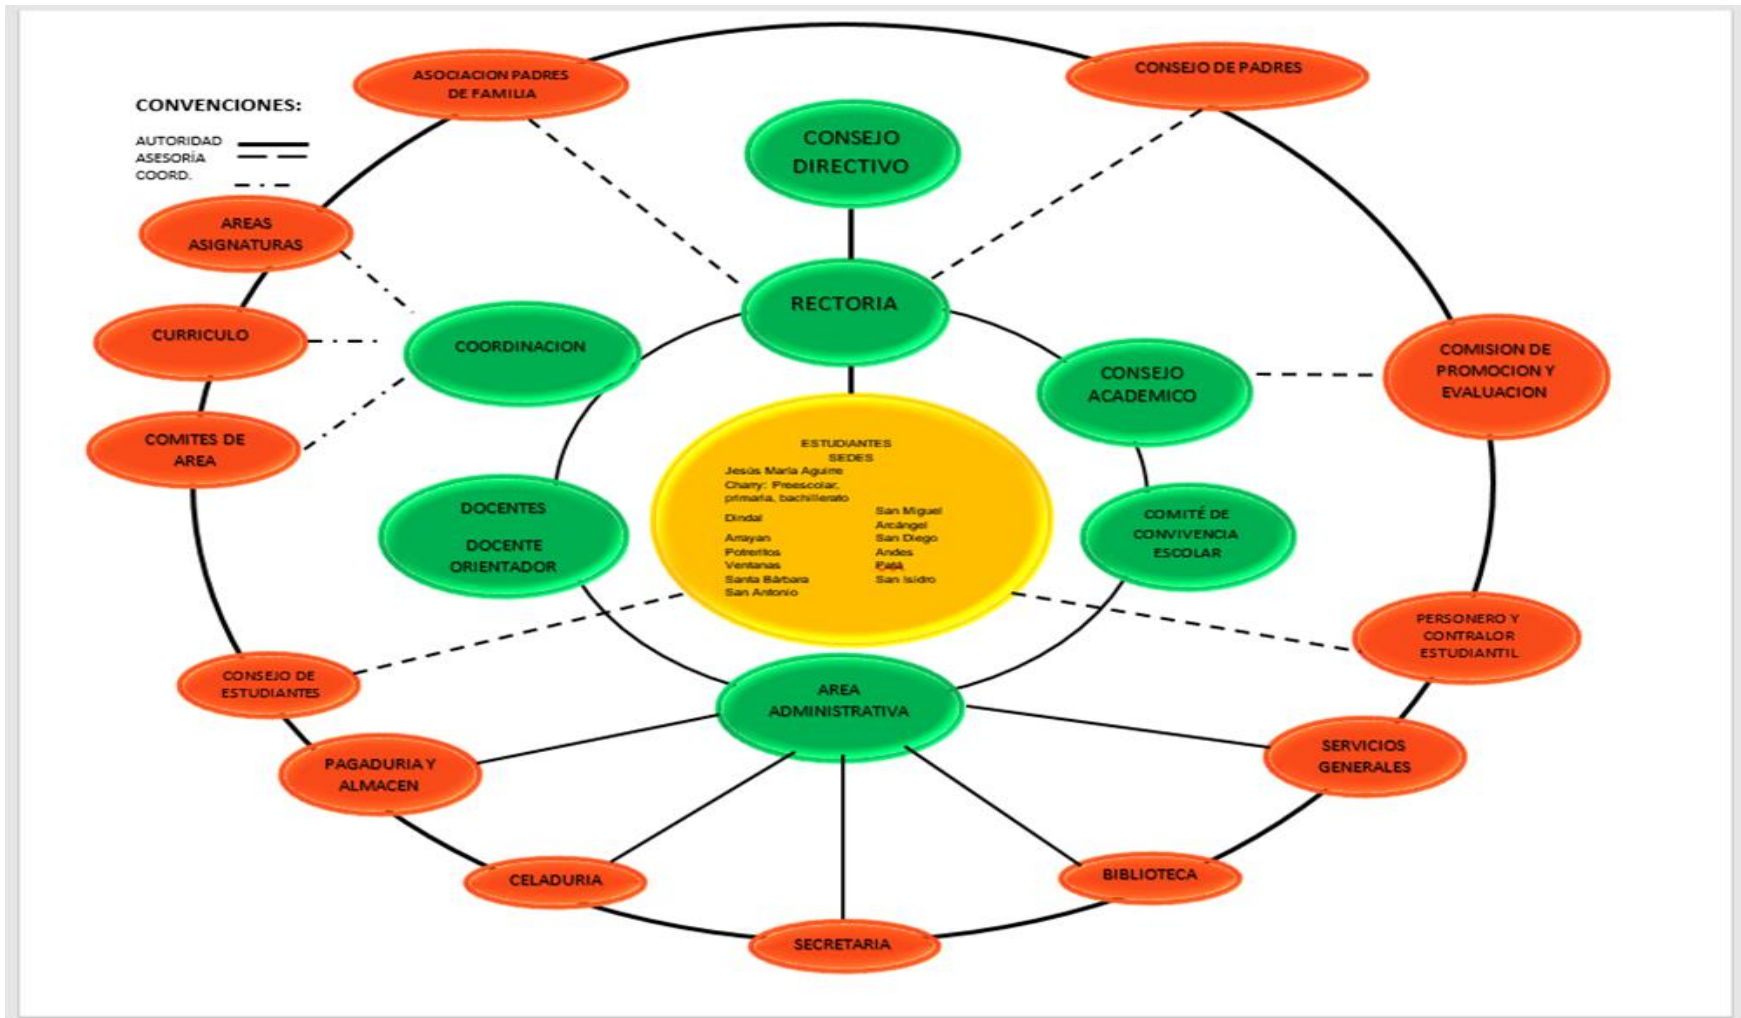 ASOCIACION PADRES
DE FAMILIA
CONSEJO DE PADRES
CONVENCIONES:
AUTORIDAD
ASESORÍA
COORD.
CONSEJO
DIRECTIVO
AREAS
ASIGNATURAS
RECTORIA
CURRICULO
COORDINACION
CONSEJO
ACADEMICO
COMISION DE
PROMOCION Y
EVALUACION
COMITES DE
AREA
ESTUDIANTES
SEDES
Jesús María Aguirre
Charry: Preescolar,
primaria, bachillerato
Dindal
Arrayan
Potreritos
Ventanas
Santa Bárbara
San Antonio
San Miguel
Arcángel
San Diego
Andes
Patá
San Isidro
DOCENTES
DOCENTE
ORIENTADOR
COMITÉ DE
CONVIVENCIA
ESCOLAR
PERSONERO Y
CONTRALOR
ESTUDIANTIL
CONSEJO DE
ESTUDIANTES
AREA
ADMINISTRATIVA
PAGADURIA Y
ALMACEN
SERVICIOS
GENERALES
CELADURIA
BIBLIOTECA
SECRETARIA